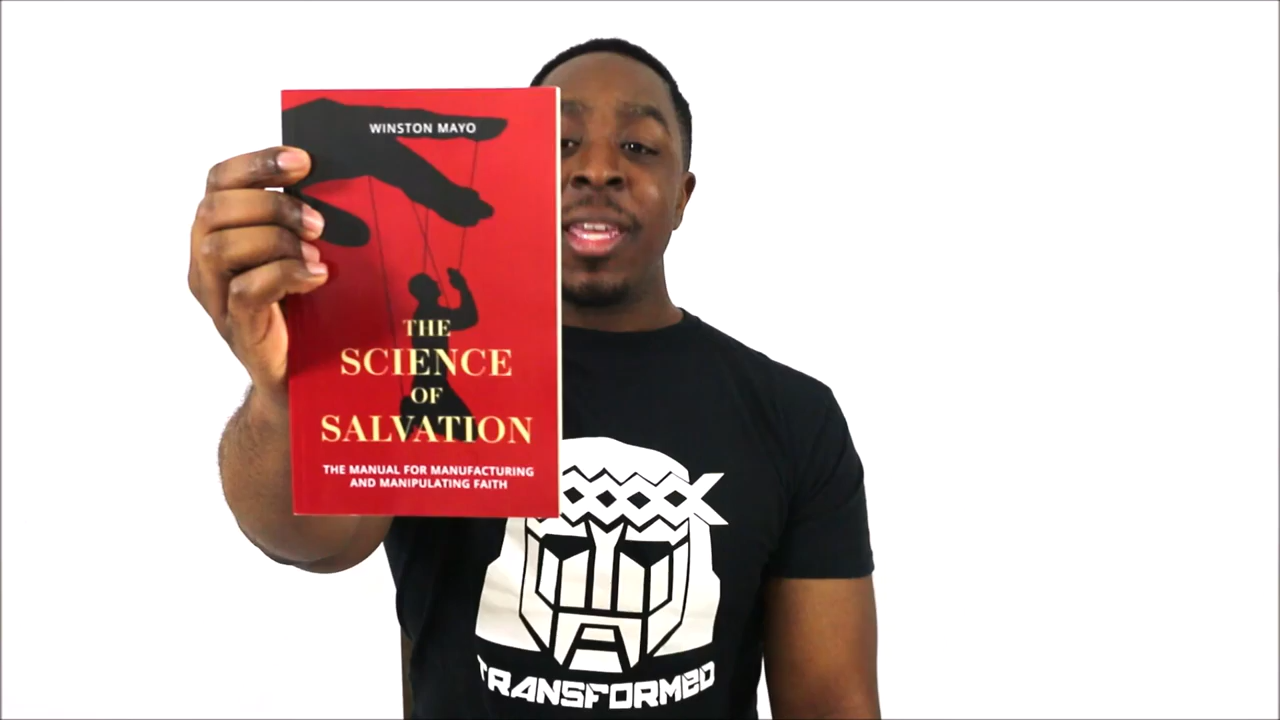 WINSTON MAYO
THE
SCIENCE
OF
SALVATION
THE MANUAL FOR MANUFACTURING
AND MANIPULATING FAITH
TRANSFORMED